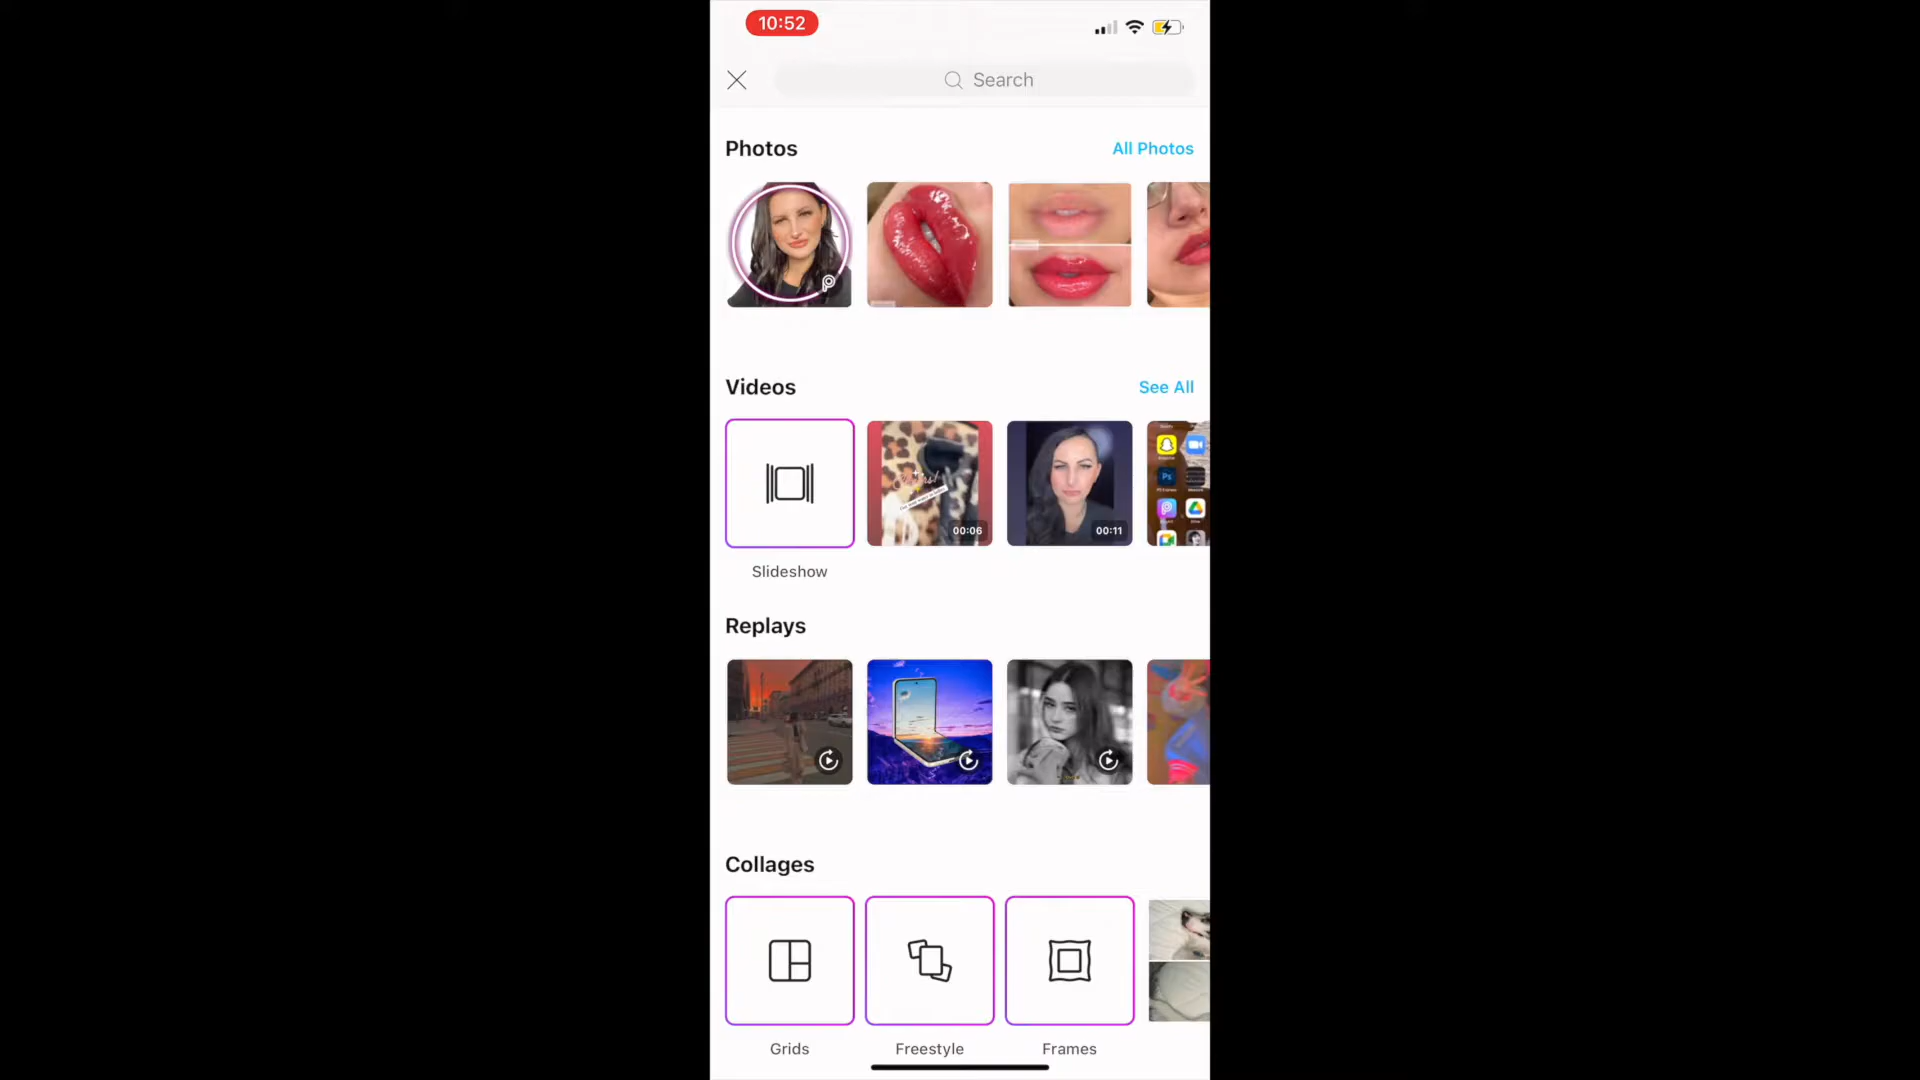 10:52
Search
Photos
All Photos
Videos
See All
00:06
00:11
Ps
Slideshow
Replays
Collages
Grids
Freestyle
Frames